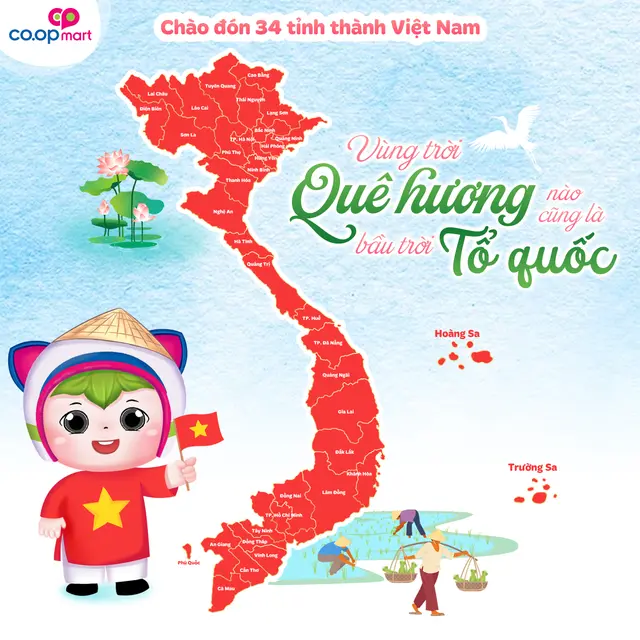 co.opmart
Chào đón 34 tỉnh thành Việt Nam
Vùng trời
Quê hương nào
cũng là
bầu trời Tổ quốc
Cao Bằng
Tuyên Quang
Lai Châu
Lào Cai
Thái Nguyên
Điện Biên
Lạng Sơn
Sơn La
Bắc Ninh
Quảng Ninh
TP. Hà Nội
Hải Phòng
Phú Thọ
Hưng Yên
Ninh Bình
Thanh Hóa
Nghệ An
Hà Tĩnh
Quảng Trị
TP. Huế
TP. Đà Nẵng
Hoàng Sa
Quảng Ngãi
Gia Lai
Đắk Lắk
Trường Sa
Khánh Hòa
Lâm Đồng
Đồng Nai
TP. Hồ Chí Minh
Tây Ninh
An Giang
Đồng Tháp
Phú Quốc
Vĩnh Long
Cần Thơ
Cà Mau